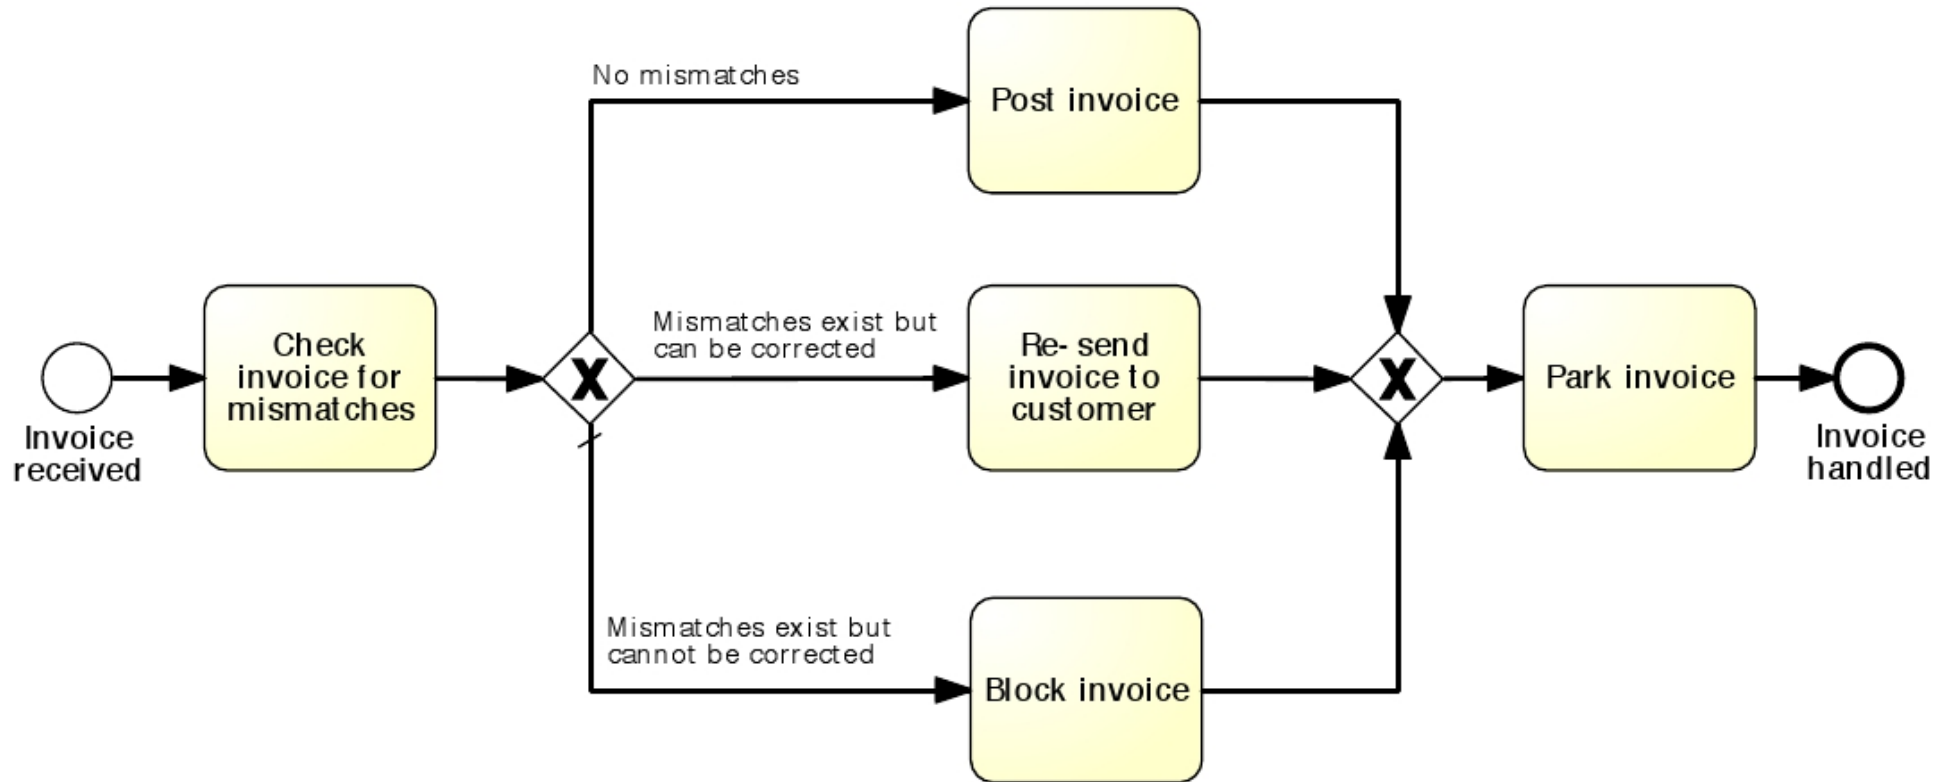 No mismatches
Post invoice
Mismatches exist but
can be corrected
Check
invoice for
mismatches
X
Re- send
invoice to
customer
X
Park invoice
Invoice
received
Invoice
handled
Mismatches exist but
cannot be corrected
Block invoice